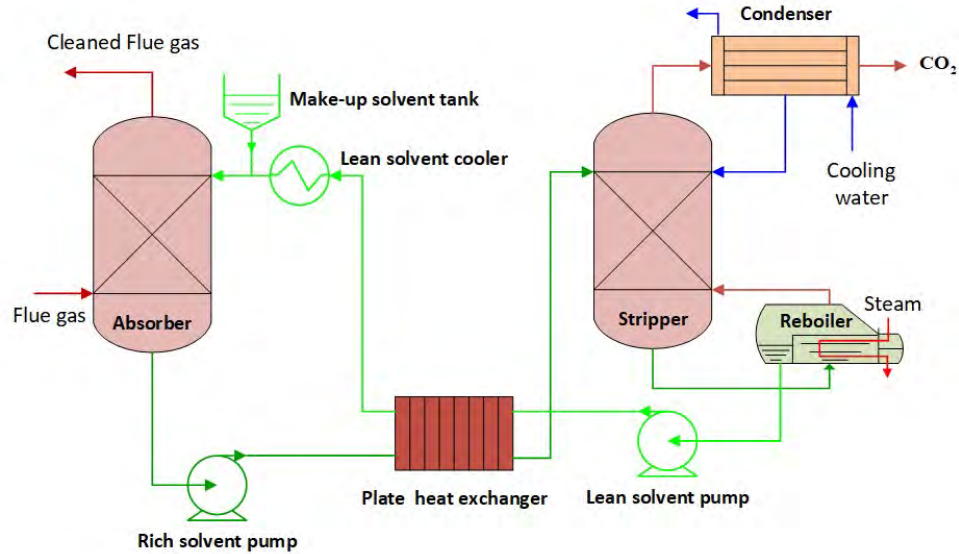 Condenser
Cleaned Flue gas
CO₂
Make-up solvent tank
Lean solvent cooler
Cooling
water
Flue gas
Absorber
Stripper
Reboiler
Steam
Plate heat exchanger
Lean solvent pump
Rich solvent pump